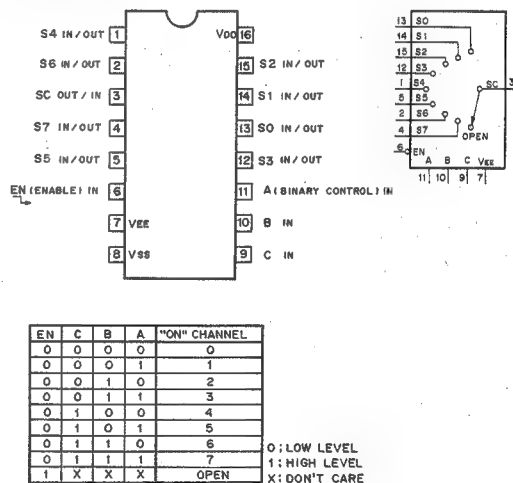 S4 IN/OUT 1
S6 IN/OUT 2
SC OUT/IN 3
S7 IN/OUT 4
S5 IN/OUT 5
EN (ENABLE) IN 6
7 VEE
8 VSS
VDD 16
15 S2 IN/OUT
14 S1 IN/OUT
13 S0 IN/OUT
12 S3 IN/OUT
11 A (BINARY CONTROL) IN
10 B IN
9 C IN
13 S0
14 S1
15 S2
12 S3
1 S4
5 S5
2 S6
4 S7
OPEN
SC 3
6 EN
A B C VEE
11 10 9 7
EN C B A "ON" CHANNEL
0 0 0 0 0
0 0 0 1 1
0 0 1 0 2
0 0 1 1 3
0 1 0 0 4
0 1 0 1 5
0 1 1 0 6
0 1 1 1 7
1 X X X OPEN
0; LOW LEVEL
1; HIGH LEVEL
X; DON'T CARE